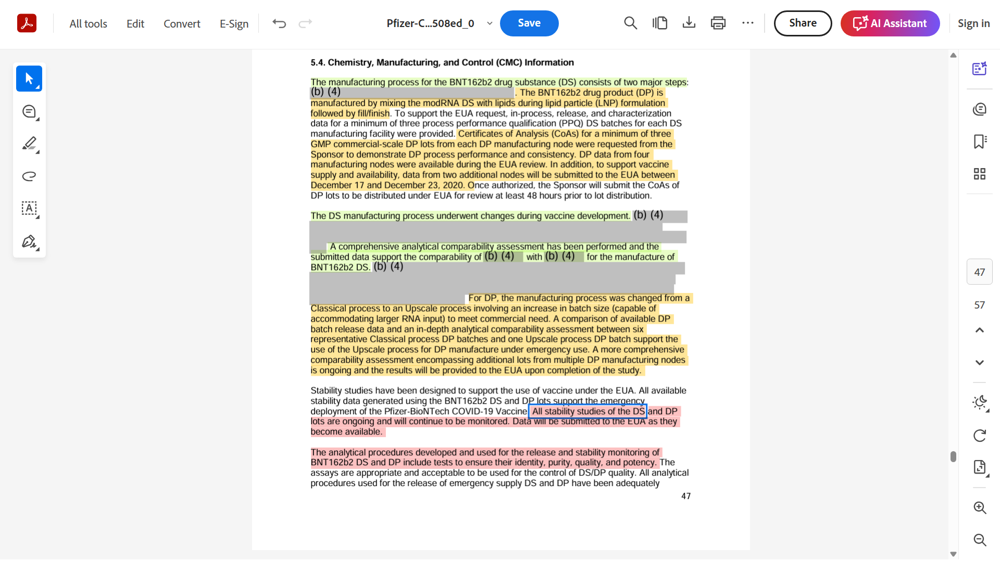 All tools Edit Convert E-Sign Pfizer-C...508ed_0 Save Share AI Assistant Sign in
5.4. Chemistry, Manufacturing, and Control (CMC) Information
The manufacturing process for the BNT162b2 drug substance (DS) consists of two major steps:
(b) (4) . The BNT162b2 drug product (DP) is
manufactured by mixing the modRNA DS with lipids during lipid particle (LNP) formulation
followed by fill/finish. To support the EUA request, in-process, release, and characterization
data for a minimum of three process performance qualification (PPQ) DS batches for each DS
manufacturing facility were provided. Certificates of Analysis (CoAs) for a minimum of three
GMP commercial-scale DP lots from each DP manufacturing node were requested from the
Sponsor to demonstrate DP process performance and consistency. DP data from four
manufacturing nodes were available during the EUA review. In addition, to support vaccine
supply and availability, data from two additional nodes will be submitted to the EUA between
December 17 and December 23, 2020. Once authorized, the Sponsor will submit the CoAs of
DP lots to be distributed under EUA for review at least 48 hours prior to lot distribution.
The DS manufacturing process underwent changes during vaccine development. (b) (4)
A comprehensive analytical comparability assessment has been performed and the
submitted data support the comparability of (b) (4) with (b) (4) for the manufacture of
BNT162b2 DS. (b) (4)
For DP, the manufacturing process was changed from a
Classical process to an Upscale process involving an increase in batch size (capable of
accommodating larger RNA input) to meet commercial need. A comparison of available DP
batch release data and an in-depth analytical comparability assessment between six
representative Classical process DP batches and one Upscale process DP batch support the
use of the Upscale process for DP manufacture under emergency use. A more comprehensive
comparability assessment encompassing additional lots from multiple DP manufacturing nodes
is ongoing and the results will be provided to the EUA upon completion of the study.
Stability studies have been designed to support the use of vaccine under the EUA. All available
stability data generated using the BNT162b2 DS and DP lots support the emergency
deployment of the Pfizer-BioNTech COVID-19 Vaccine. All stability studies of the DS and DP
lots are ongoing and will continue to be monitored. Data will be submitted to the EUA as they
become available.
The analytical procedures developed and used for the release and stability monitoring of
BNT162b2 DS and DP include tests to ensure their identity, purity, quality, and potency. The
assays are appropriate and acceptable to be used for the control of DS/DP quality. All analytical
procedures used for the release of emergency supply DS and DP have been adequately
47
47
57